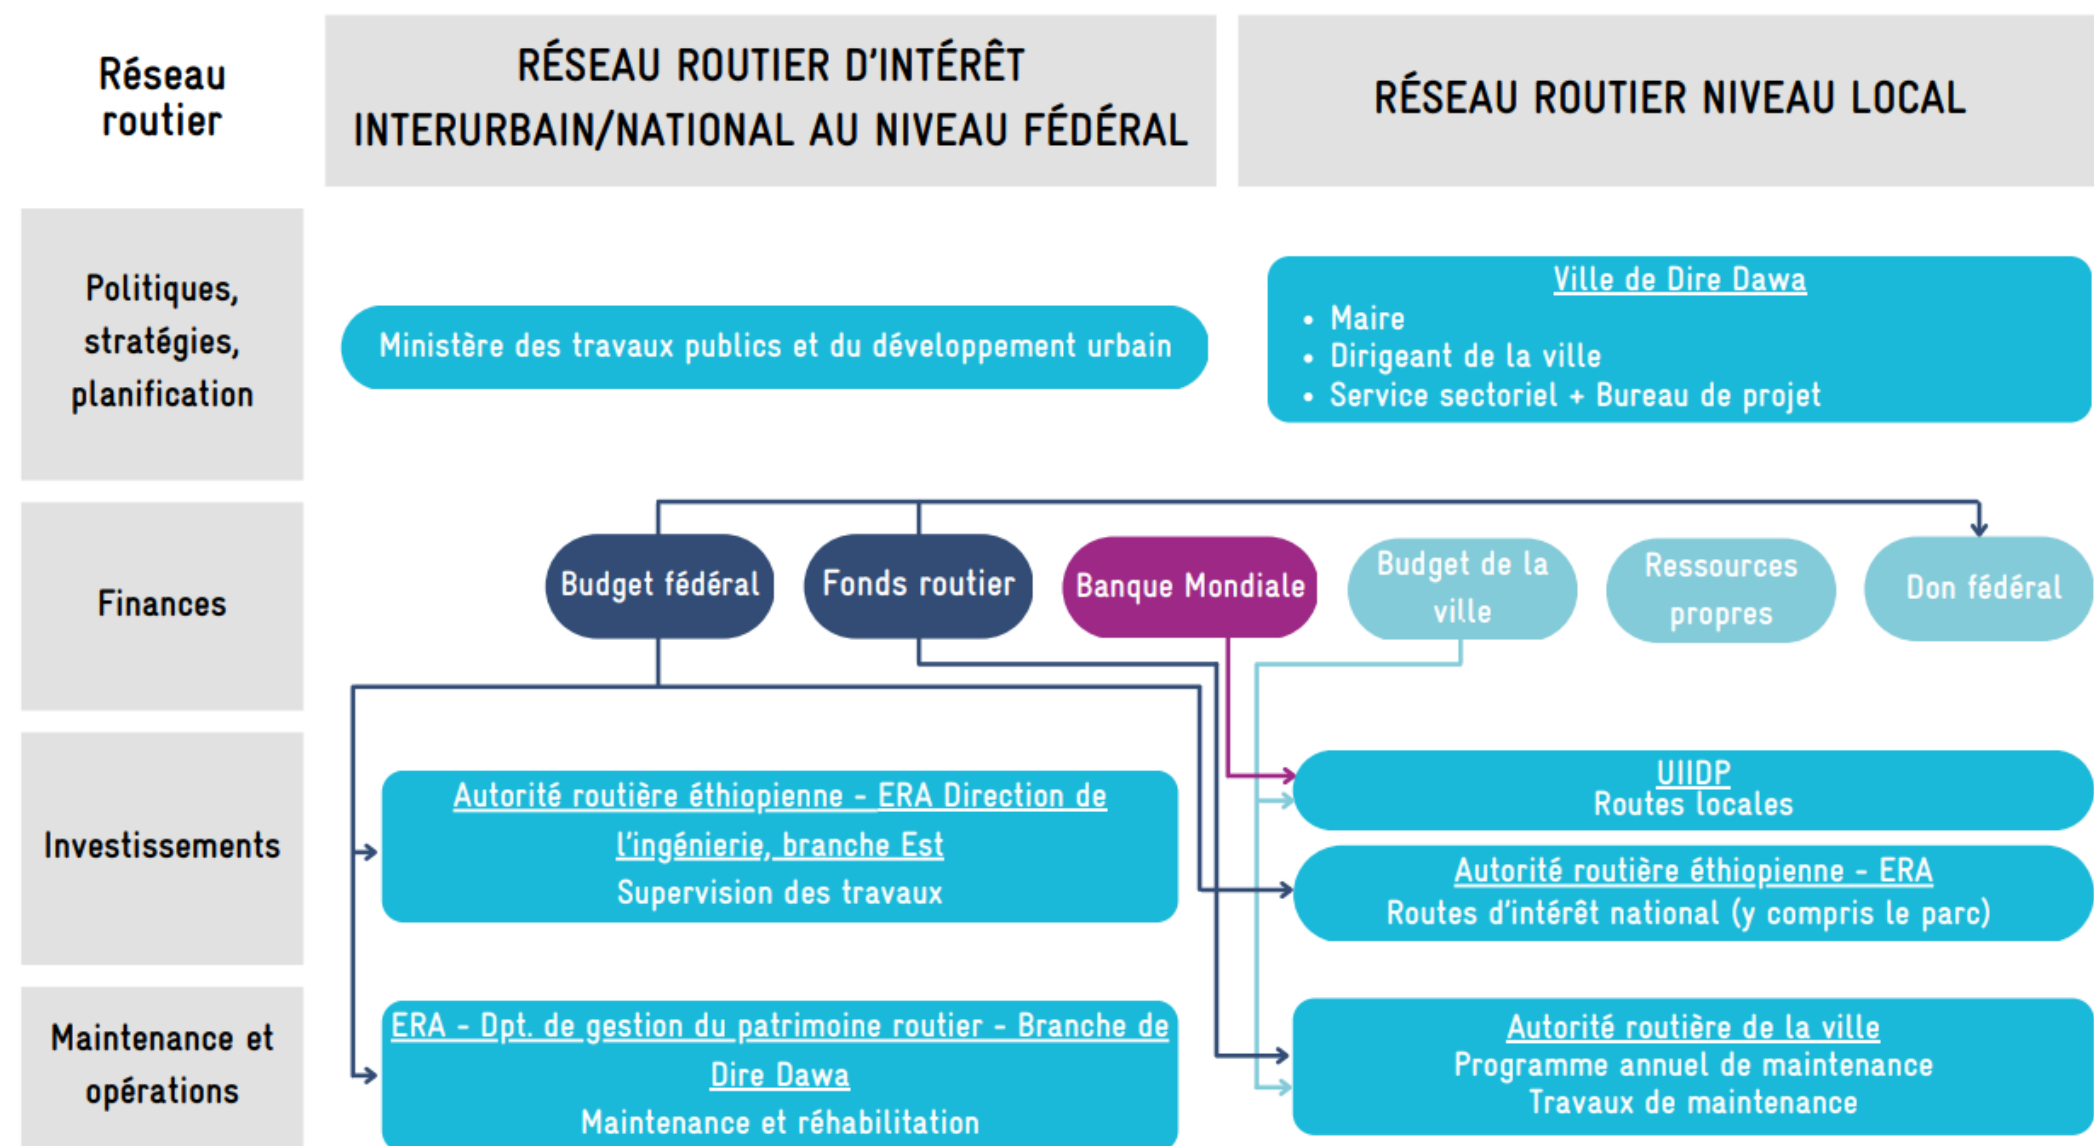 Réseau
routier
RÉSEAU ROUTIER D'INTÉRÊT
INTERURBAIN/NATIONAL AU NIVEAU FÉDÉRAL
RÉSEAU ROUTIER NIVEAU LOCAL
Politiques,
stratégies,
planification
Ministère des travaux publics et du développement urbain
Ville de Dire Dawa
• Maire
• Dirigeant de la ville
• Service sectoriel + Bureau de projet
Finances
Budget fédéral
Fonds routier
Banque Mondiale
Budget de la
ville
Ressources
propres
Don fédéral
Investissements
Autorité routière éthiopienne - ERA Direction de
l'ingénierie, branche Est
Supervision des travaux
UIIDP
Routes locales
Autorité routière éthiopienne - ERA
Routes d'intérêt national (y compris le parc)
Maintenance et
opérations
ERA - Dpt. de gestion du patrimoine routier - Branche de
Dire Dawa
Maintenance et réhabilitation
Autorité routière de la ville
Programme annuel de maintenance
Travaux de maintenance